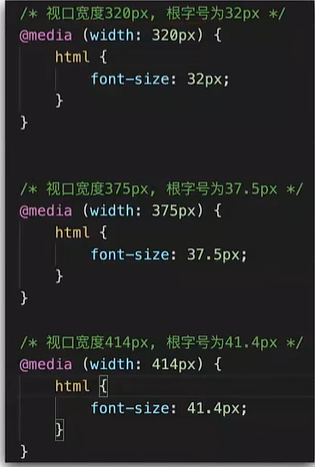 /* 视口宽度320px, 根字号为32px */
@media (width: 320px) {
html {
font-size: 32px;
}
}
/* 视口宽度375px, 根字号为37.5px */
@media (width: 375px) {
html {
font-size: 37.5px;
}
}
/* 视口宽度414px, 根字号为41.4px */
@media (width: 414px) {
html {
font-size: 41.4px;
}
}